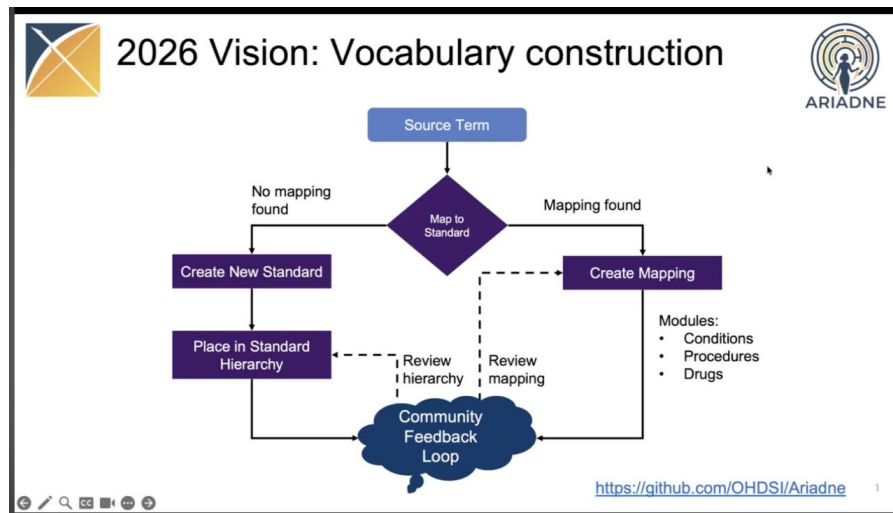 2026 Vision: Vocabulary construction
ARIADNE
Source Term
No mapping
found
Map to
Standard
Mapping found
Create New Standard
Create Mapping
Place in Standard
Hierarchy
Modules:
• Conditions
• Procedures
• Drugs
Review
hierarchy
Review
mapping
Community
Feedback
Loop
https://github.com/OHDSI/Ariadne
1
CC